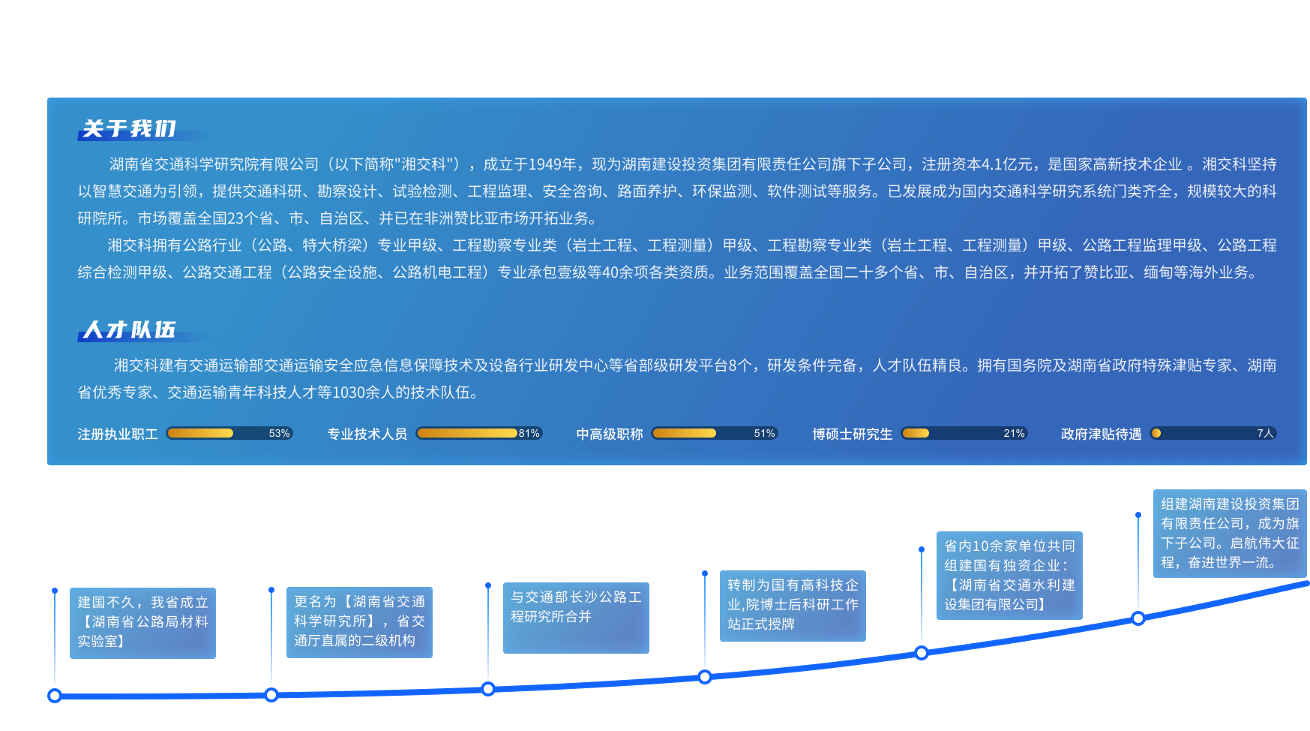 关于我们
湖南省交通科学研究院有限公司（以下简称"湘交科"），成立于1949年，现为湖南建设投资集团有限责任公司旗下子公司，注册资本4.1亿元，是国家高新技术企业 。湘交科坚持
以智慧交通为引领，提供交通科研、勘察设计、试验检测、工程监理、安全咨询、路面养护、环保监测、软件测试等服务。已发展成为国内交通科学研究系统门类齐全，规模较大的科
研院所。市场覆盖全国23个省、市、自治区、并已在非洲赞比亚市场开拓业务。
湘交科拥有公路行业（公路、特大桥梁）专业甲级、工程勘察专业类（岩土工程、工程测量）甲级、工程勘察专业类（岩土工程、工程测量）甲级、公路工程监理甲级、公路工程
综合检测甲级、公路交通工程（公路安全设施、公路机电工程）专业承包壹级等40余项各类资质。业务范围覆盖全国二十多个省、市、自治区，并开拓了赞比亚、缅甸等海外业务。
人才队伍
湘交科建有交通运输部交通运输安全应急信息保障技术及设备行业研发中心等省部级研发平台8个，研发条件完备，人才队伍精良。拥有国务院及湖南省政府特殊津贴专家、湖南
省优秀专家、交通运输青年科技人才等1030余人的技术队伍。
注册执业职工 53% 专业技术人员 81% 中高级职称 51% 博硕士研究生 21% 政府津贴待遇 7人
建国不久，我省成立
【湖南省公路局材料
实验室】
更名为【湖南省交通
科学研究所】，省交
通厅直属的二级机构
与交通部长沙公路工
程研究所合并
转制为国有高科技企
业,院博士后科研工作
站正式授牌
省内10余家单位共同
组建国有独资企业：
【湖南省交通水利建
设集团有限公司】
组建湖南建设投资集团
有限责任公司，成为旗
下子公司。启航伟大征
程，奋进世界一流。